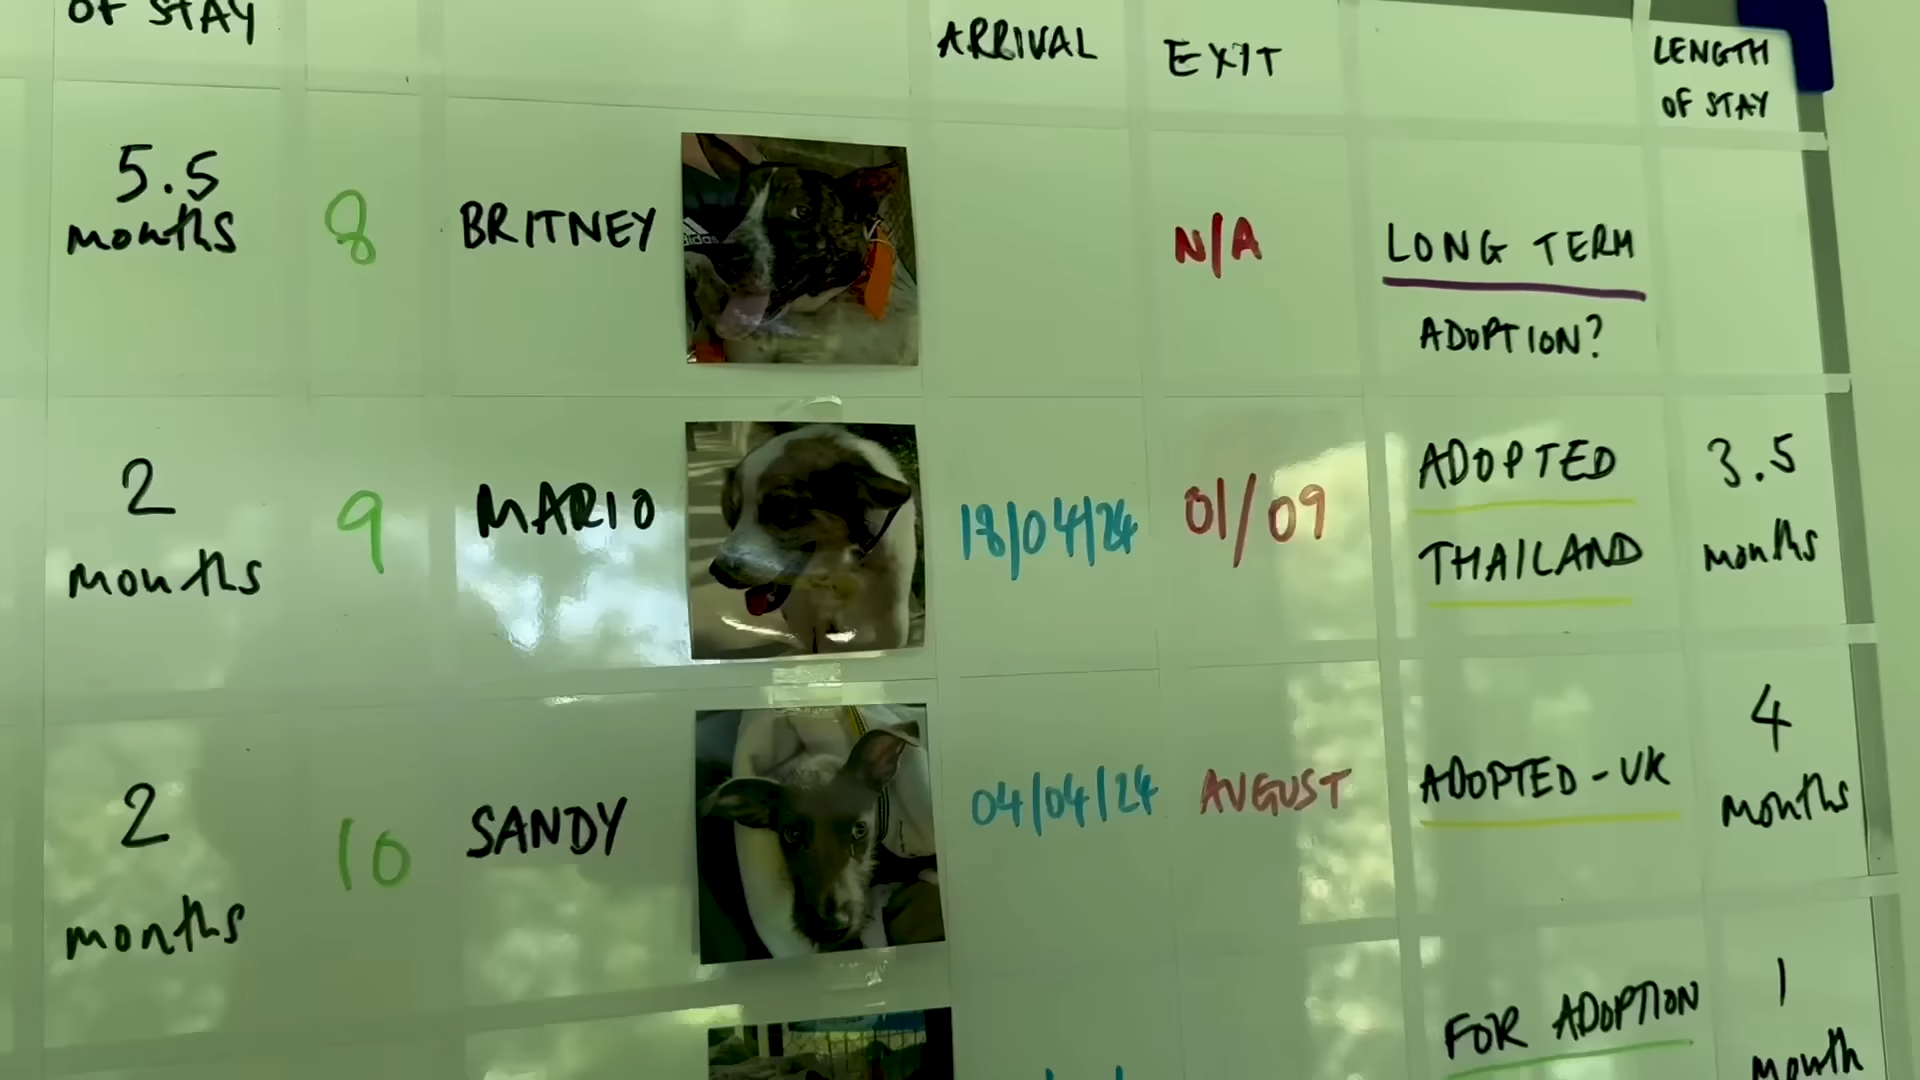 OF STAY
ARRIVAL
EXIT
LENGTH
OF STAY
5.5
months
8
BRITNEY
adidas
N/A
LONG TERM
ADOPTION?
2
months
9
MARIO
18/04/24
01/09
ADOPTED
THAILAND
3.5
months
2
months
10
SANDY
04/04/24
AUGUST
ADOPTED - UK
4
months
FOR ADOPTION
1
month